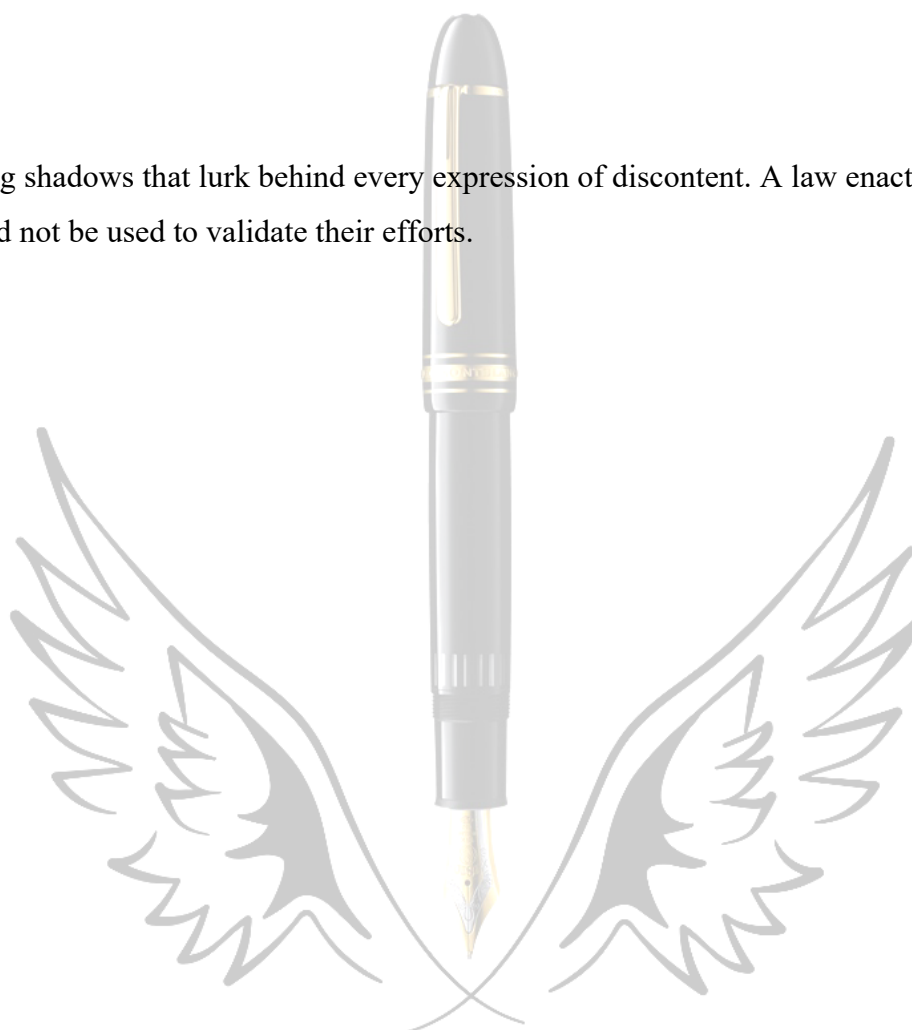 g shadows that lurk behind every expression of discontent. A law enact
d not be used to validate their efforts.